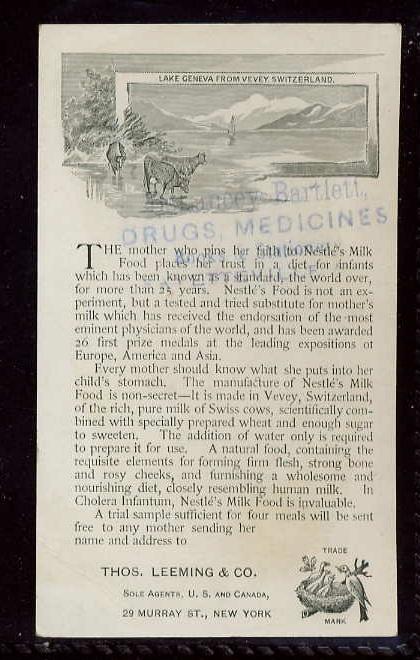 LAKE GENEVA FROM VEVEY, SWITZERLAND.
Bartlett,
DRUGS, MEDICINES
THE mother who pins her faith to Nestlé's Milk
Food places her trust in a diet for infants
which has been known as a standard, the world over,
for more than 25 years. Nestlé's Food is not an ex-
periment, but a tested and tried substitute for mother's
milk which has received the endorsation of the most
eminent physicians of the world, and has been awarded
26 first prize medals at the leading expositions of
Europe, America and Asia.
Every mother should know what she puts into her
child's stomach. The manufacture of Nestlé's Milk
Food is non-secret—It is made in Vevey, Switzerland,
of the rich, pure milk of Swiss cows, scientifically com-
bined with specially prepared wheat and enough sugar
to sweeten. The addition of water only is required
to prepare it for use. A natural food, containing the
requisite elements for forming firm flesh, strong bone
and rosy cheeks, and furnishing a wholesome and
nourishing diet, closely resembling human milk. In
Cholera Infantum, Nestlé's Milk Food is invaluable.
A trial sample sufficient for four meals will be sent
free to any mother sending her
name and address to
THOS. LEEMING & CO.
SOLE AGENTS, U. S. AND CANADA,
29 MURRAY ST., NEW YORK
TRADE
MARK